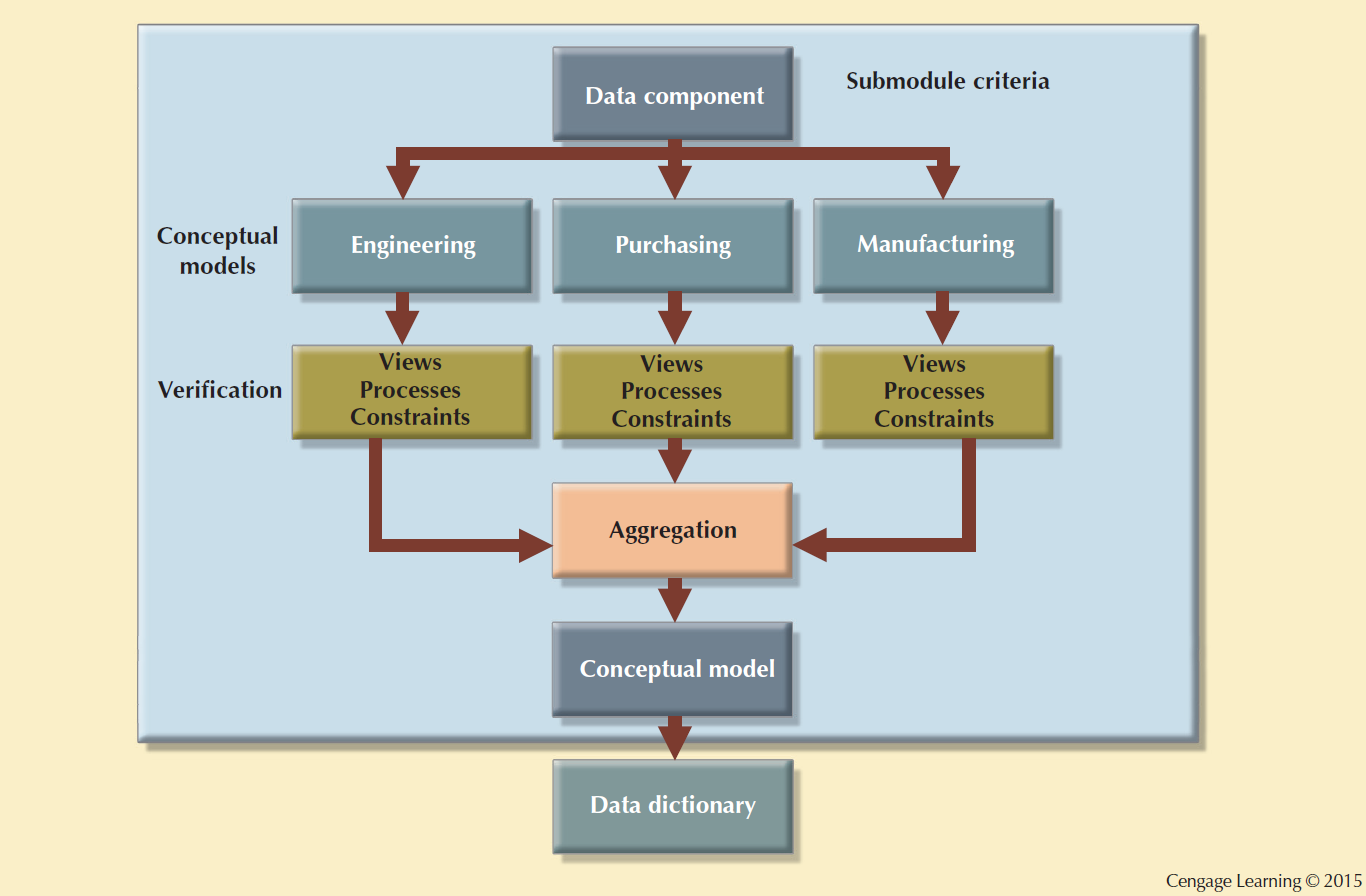 Data component
Submodule criteria
Conceptual
models
Engineering
Purchasing
Manufacturing
Verification
Views
Processes
Constraints
Views
Processes
Constraints
Views
Processes
Constraints
Aggregation
Conceptual model
Data dictionary
Cengage Learning © 2015